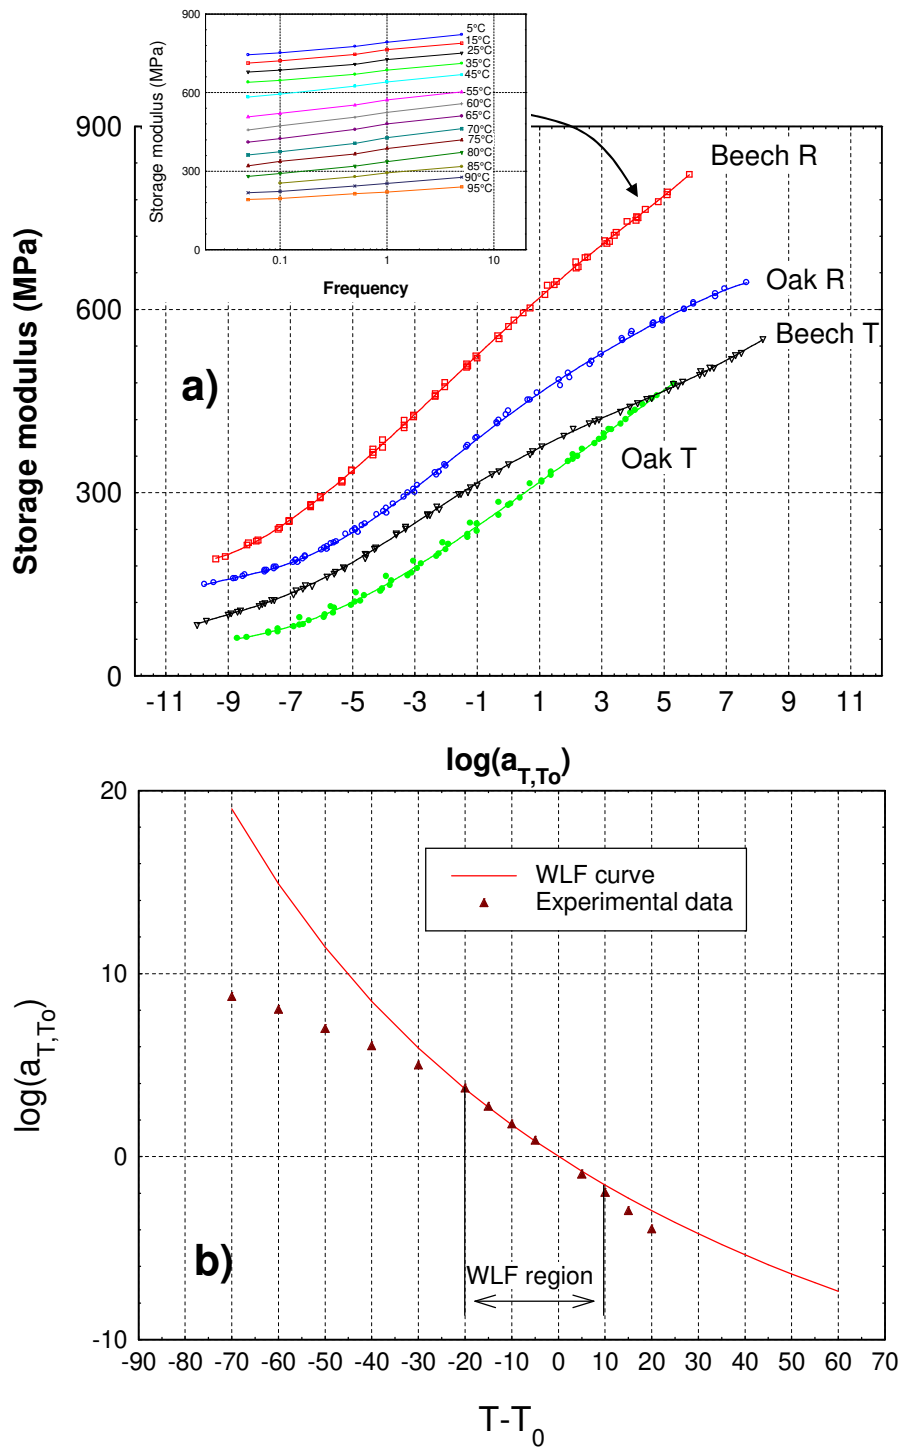 900
600
300
0
0.1
1
10
Storage modulus (MPa)
Frequency
5°C
15°C
25°C
35°C
45°C
55°C
60°C
65°C
70°C
75°C
80°C
85°C
90°C
95°C
900
600
300
0
Storage modulus (MPa)
Beech R
Oak R
Beech T
Oak T
a)
-11 -9 -7 -5 -3 -1 1 3 5 7 9 11
log(a_T,To)
20
10
0
-10
log(a_T,To)
WLF curve
Experimental data
b)
WLF region
-90 -80 -70 -60 -50 -40 -30 -20 -10 0 10 20 30 40 50 60 70
T-T_0